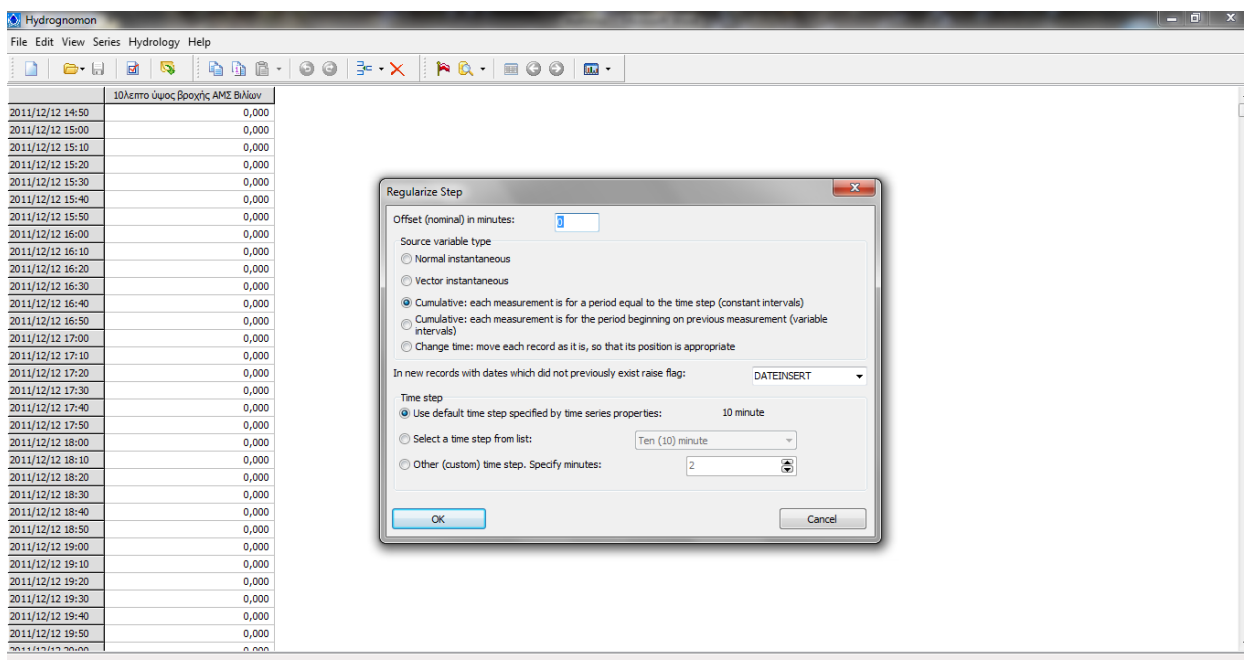 Hydrognomon
File Edit View Series Hydrology Help
10λεπτο ύψος βροχής ΑΜΣ Βιλίων
2011/12/12 14:50 0,000
2011/12/12 15:00 0,000
2011/12/12 15:10 0,000
2011/12/12 15:20 0,000
2011/12/12 15:30 0,000
2011/12/12 15:40 0,000
2011/12/12 15:50 0,000
2011/12/12 16:00 0,000
2011/12/12 16:10 0,000
2011/12/12 16:20 0,000
2011/12/12 16:30 0,000
2011/12/12 16:40 0,000
2011/12/12 16:50 0,000
2011/12/12 17:00 0,000
2011/12/12 17:10 0,000
2011/12/12 17:20 0,000
2011/12/12 17:30 0,000
2011/12/12 17:40 0,000
2011/12/12 17:50 0,000
2011/12/12 18:00 0,000
2011/12/12 18:10 0,000
2011/12/12 18:20 0,000
2011/12/12 18:30 0,000
2011/12/12 18:40 0,000
2011/12/12 18:50 0,000
2011/12/12 19:00 0,000
2011/12/12 19:10 0,000
2011/12/12 19:20 0,000
2011/12/12 19:30 0,000
2011/12/12 19:40 0,000
2011/12/12 19:50 0,000
2011/12/12 20:00 0,000
Regularize Step
Offset (nominal) in minutes: 0
Source variable type
Normal instantaneous
Vector instantaneous
Cumulative: each measurement is for a period equal to the time step (constant intervals)
Cumulative: each measurement is for the period beginning on previous measurement (variable
intervals)
Change time: move each record as it is, so that its position is appropriate
In new records with dates which did not previously exist raise flag: DATEINSERT
Time step
Use default time step specified by time series properties: 10 minute
Select a time step from list: Ten (10) minute
Other (custom) time step. Specify minutes: 2
OK Cancel